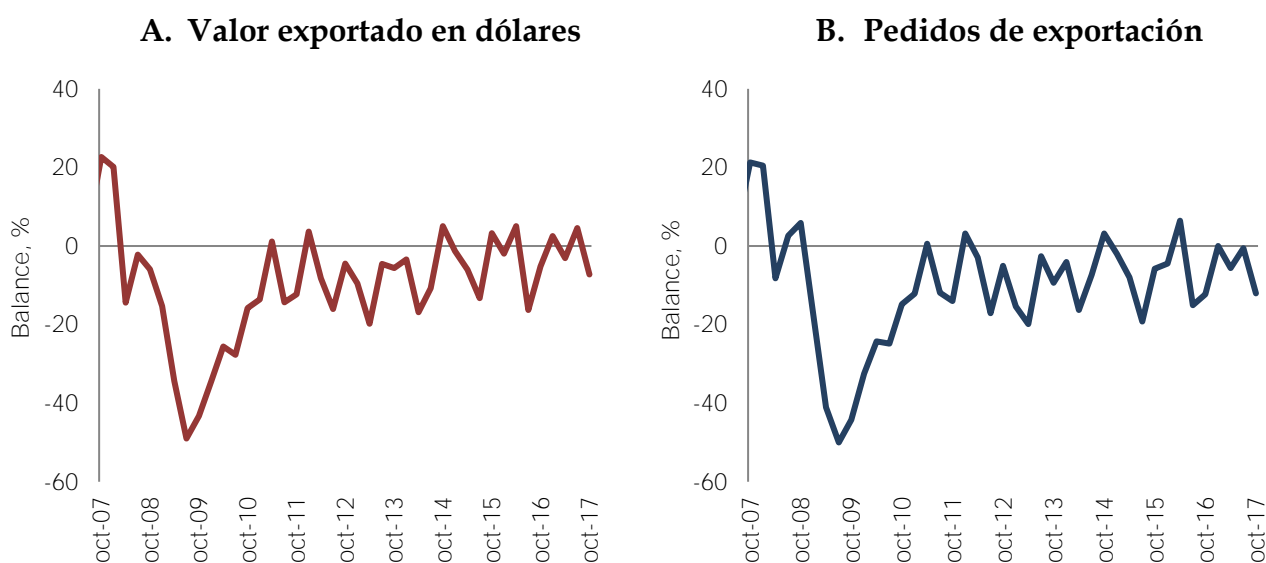 A. Valor exportado en dólares
40
20
0
-20
-40
-60
Balance, %
oct-07
oct-08
oct-09
oct-10
oct-11
oct-12
oct-13
oct-14
oct-15
oct-16
oct-17
B. Pedidos de exportación
40
20
0
-20
-40
-60
Balance, %
oct-07
oct-08
oct-09
oct-10
oct-11
oct-12
oct-13
oct-14
oct-15
oct-16
oct-17